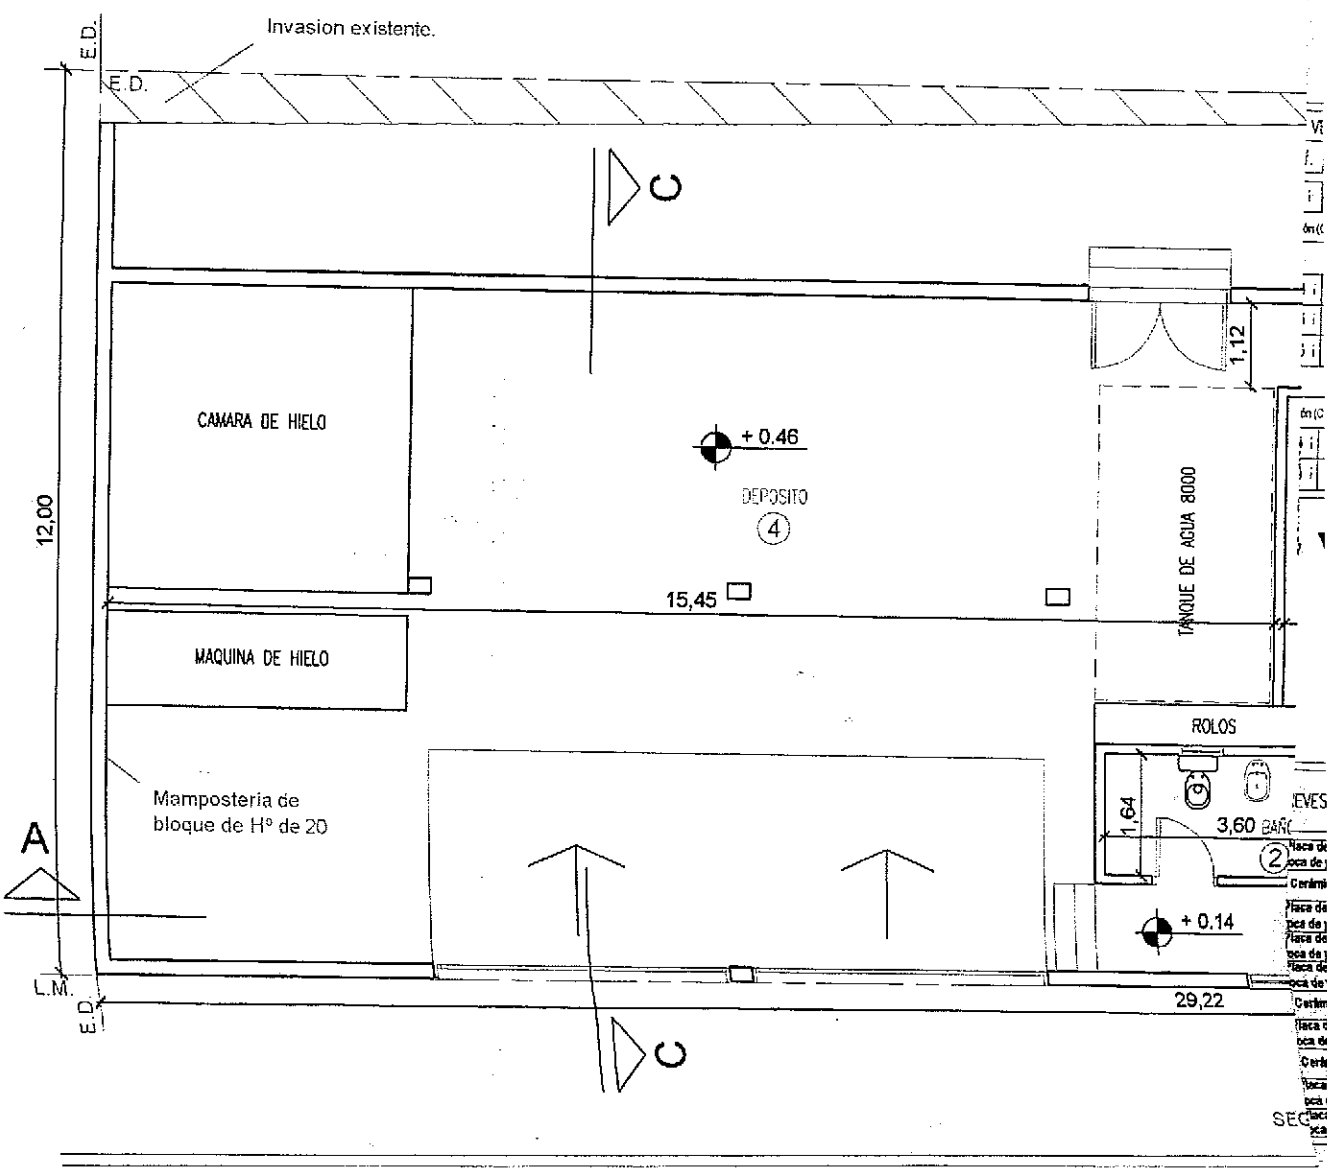 Invasion existente.
E.D.
E.D.
C
1,12
CAMARA DE HIELO
+ 0.46
DEPOSITO
4
12,00
TANQUE DE AGUA 8000
15,45
MAQUINA DE HIELO
ROLOS
Mamposteria de
bloque de Hº de 20
1,64
3,60 BAÑ
2
A
+ 0.14
L.M.
E.D.
29,22
C
SEC